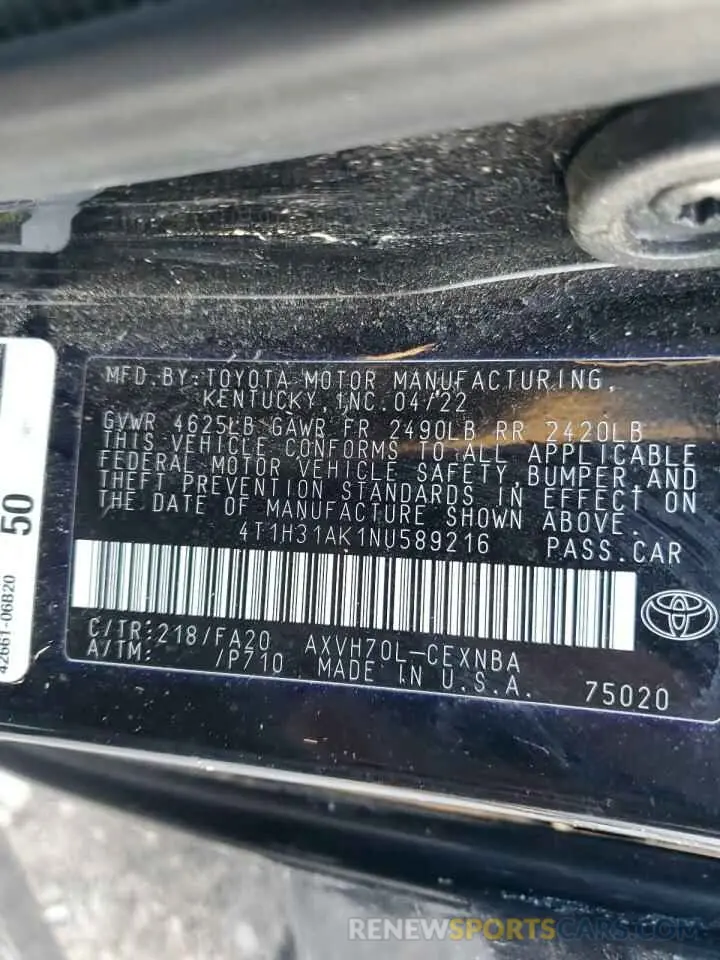 MFD.BY:TOYOTA MOTOR MANUFACTURING,
KENTUCKY, INC. 04/22
GVWR 4625LB GAWR FR 2490LB RR 2420LB
THIS VEHICLE CONFORMS TO ALL APPLICABLE
FEDERAL MOTOR VEHICLE SAFETY, BUMPER, AND
THEFT PREVENTION STANDARDS IN EFFECT ON
THE DATE OF MANUFACTURE SHOWN ABOVE.
4T1H31AK1NU589216 PASS.CAR
C/TR:218/FA20 AXVH70L-CEXNBA
A/TM: /P710 MADE IN U.S.A. 75020
50
42661-06B20
RENEWSPORTSCARS.COM